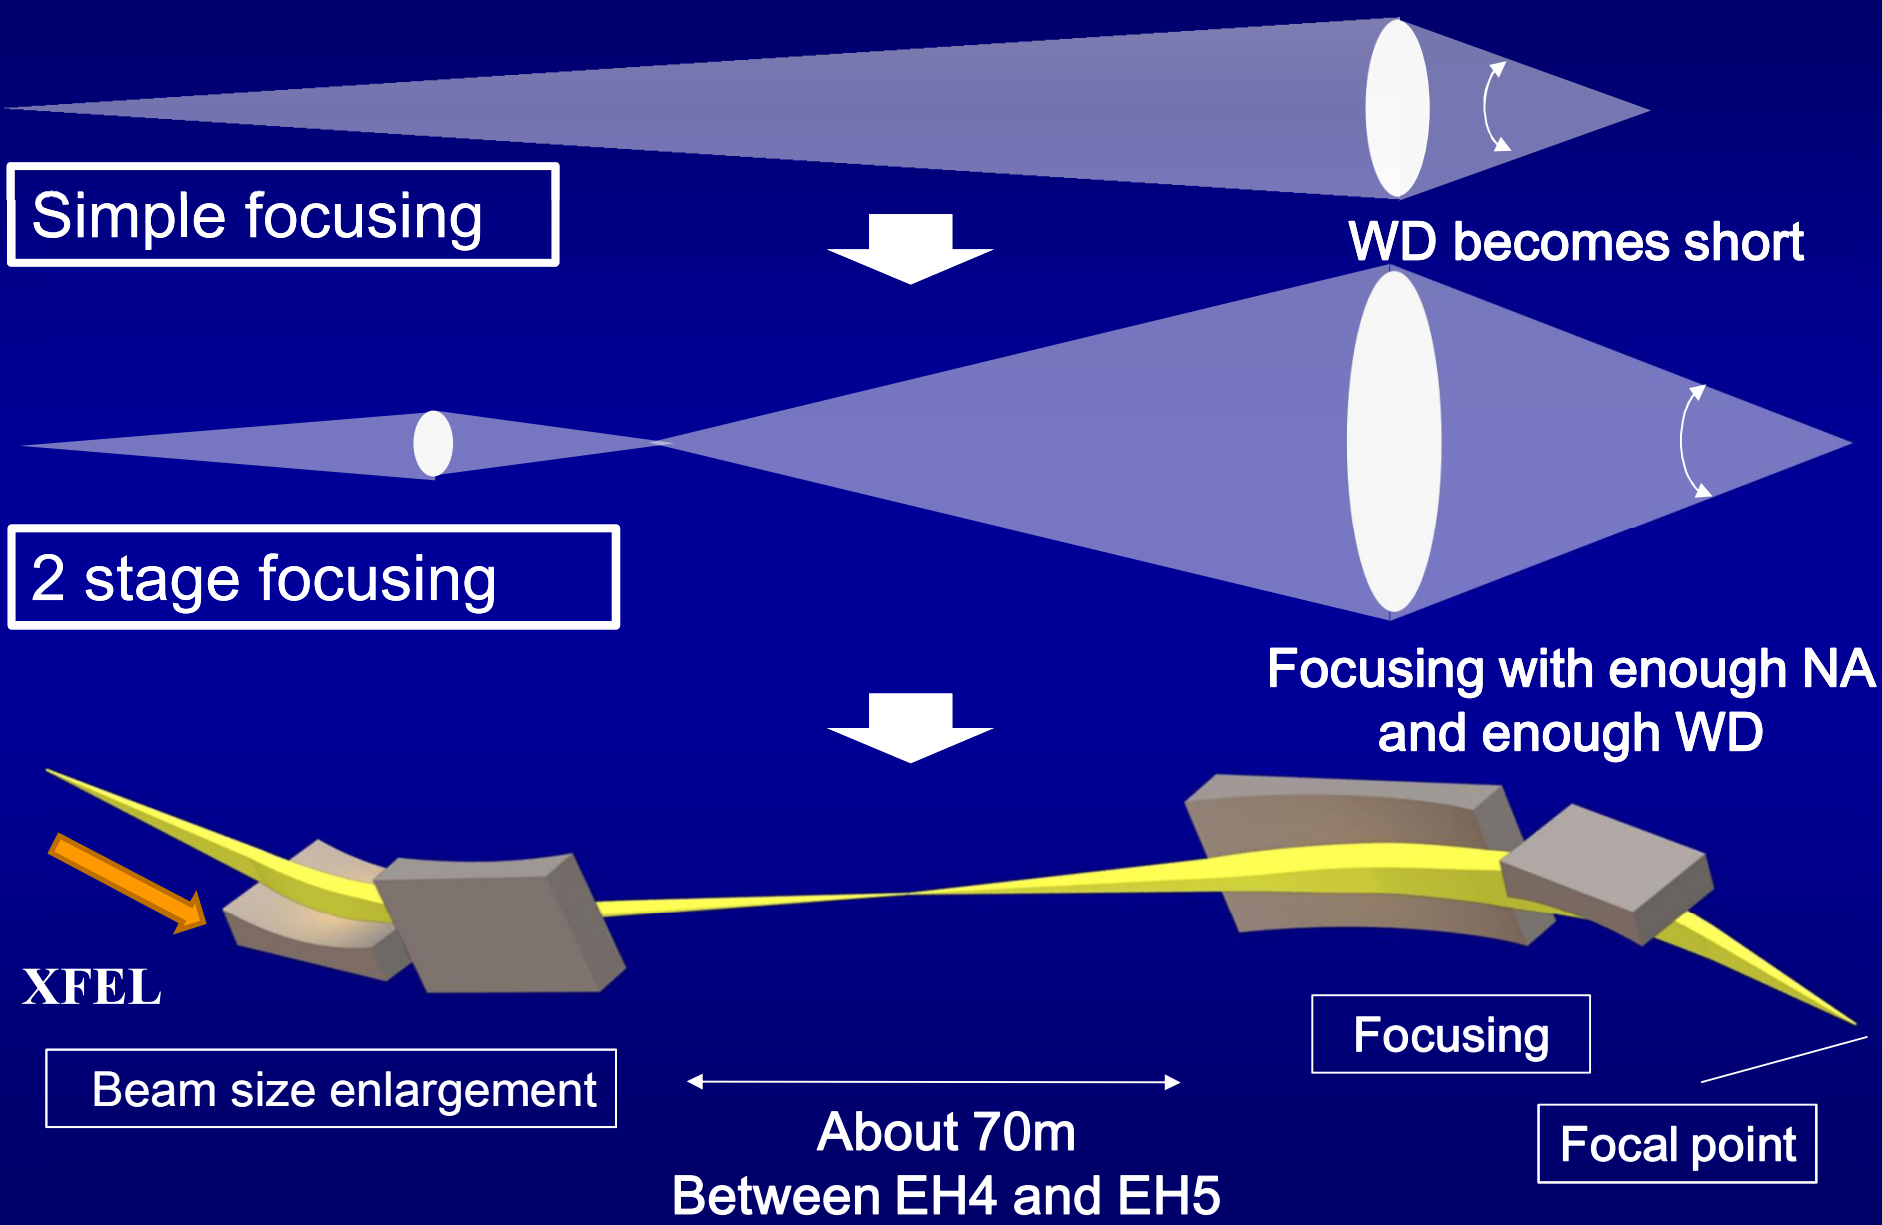 Simple focusing
WD becomes short
2 stage focusing
Focusing with enough NA
and enough WD
XFEL
Beam size enlargement
Focusing
About 70m
Between EH4 and EH5
Focal point